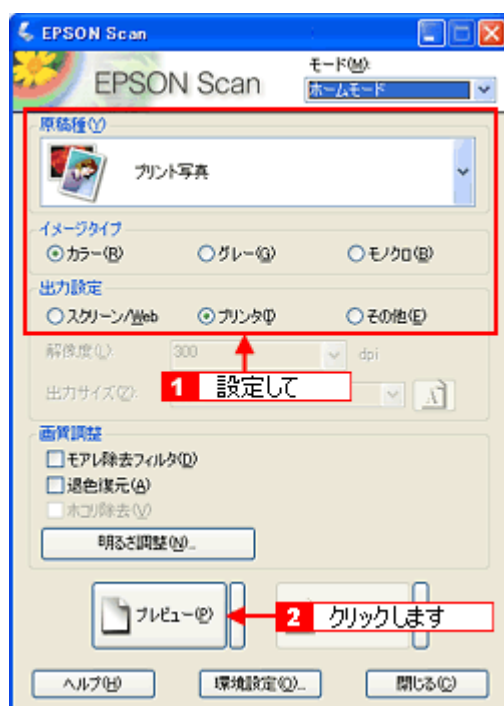 EPSON Scan
EPSON Scan
モード(M):
ホームモード
原稿種(Y)
プリント写真
イメージタイプ
カラー(R) グレー(G) モノクロ(B)
出力設定
スクリーン/Web プリンタ(I) その他(E)
解像度(L): 300 dpi
1 設定して
出力サイズ(Z):
画質調整
モアレ除去フィルタ(D)
退色復元(A)
ホコリ除去(V)
明るさ調整(N)...
プレビュー(P)
2 クリックします
ヘルプ(H) 環境設定(O)... 閉じる(C)